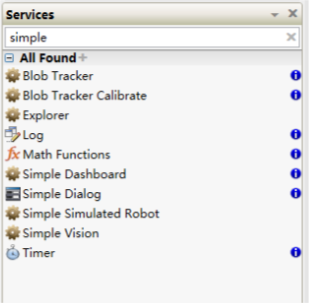 Services
simple
All Found
Blob Tracker
Blob Tracker Calibrate
Explorer
Log
Math Functions
Simple Dashboard
Simple Dialog
Simple Simulated Robot
Simple Vision
Timer